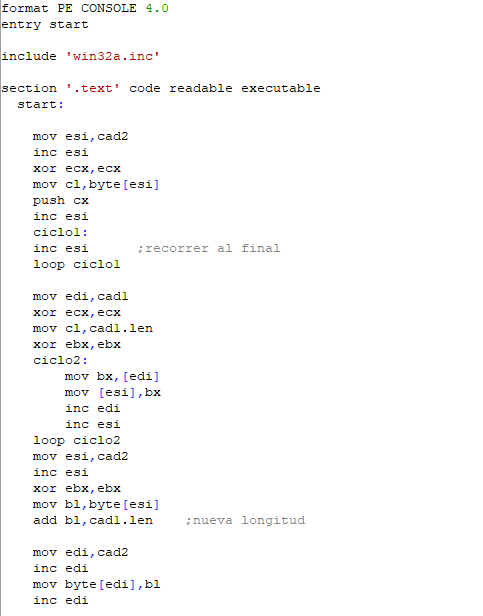 format PE CONSOLE 4.0
entry start
include 'win32a.inc'
section '.text' code readable executable
start:
mov esi,cad2
inc esi
xor ecx,ecx
mov cl,byte[esi]
push cx
inc esi
ciclo1:
inc esi ;recorrer al final
loop ciclo1
mov edi,cad1
xor ecx,ecx
mov cl,cad1.len
xor ebx,ebx
ciclo2:
mov bx,[edi]
mov [esi],bx
inc edi
inc esi
loop ciclo2
mov esi,cad2
inc esi
xor ebx,ebx
mov bl,byte[esi]
add bl,cad1.len ;nueva longitud
mov edi,cad2
inc edi
mov byte[edi],bl
inc edi